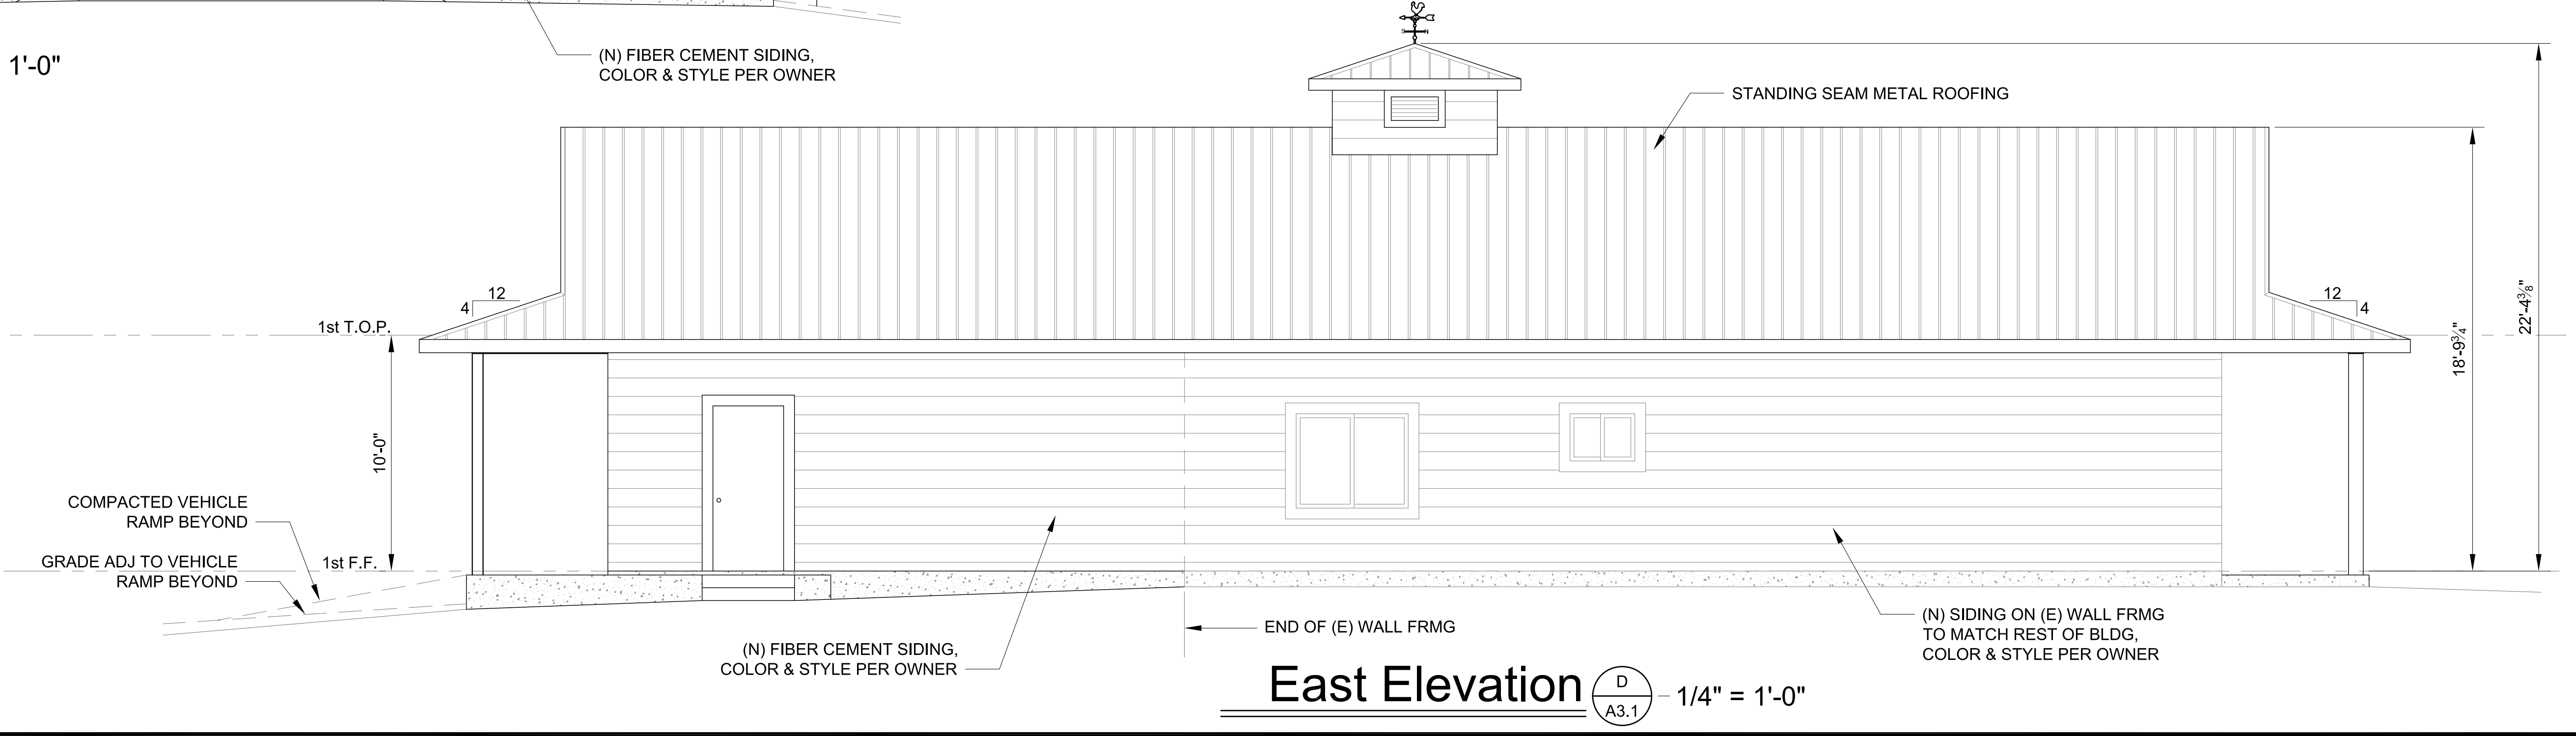 (N) FIBER CEMENT SIDING,
COLOR & STYLE PER OWNER
1'-0"
STANDING SEAM METAL ROOFING
12
4
12
4
1st T.O.P.
22'-4⅜"
18'-9¾"
10'-0"
COMPACTED VEHICLE
RAMP BEYOND
GRADE ADJ TO VEHICLE
RAMP BEYOND
1st F.F.
END OF (E) WALL FRMG
(N) SIDING ON (E) WALL FRMG
TO MATCH REST OF BLDG,
COLOR & STYLE PER OWNER
(N) FIBER CEMENT SIDING,
COLOR & STYLE PER OWNER
East Elevation
D
A3.1
1/4" = 1'-0"